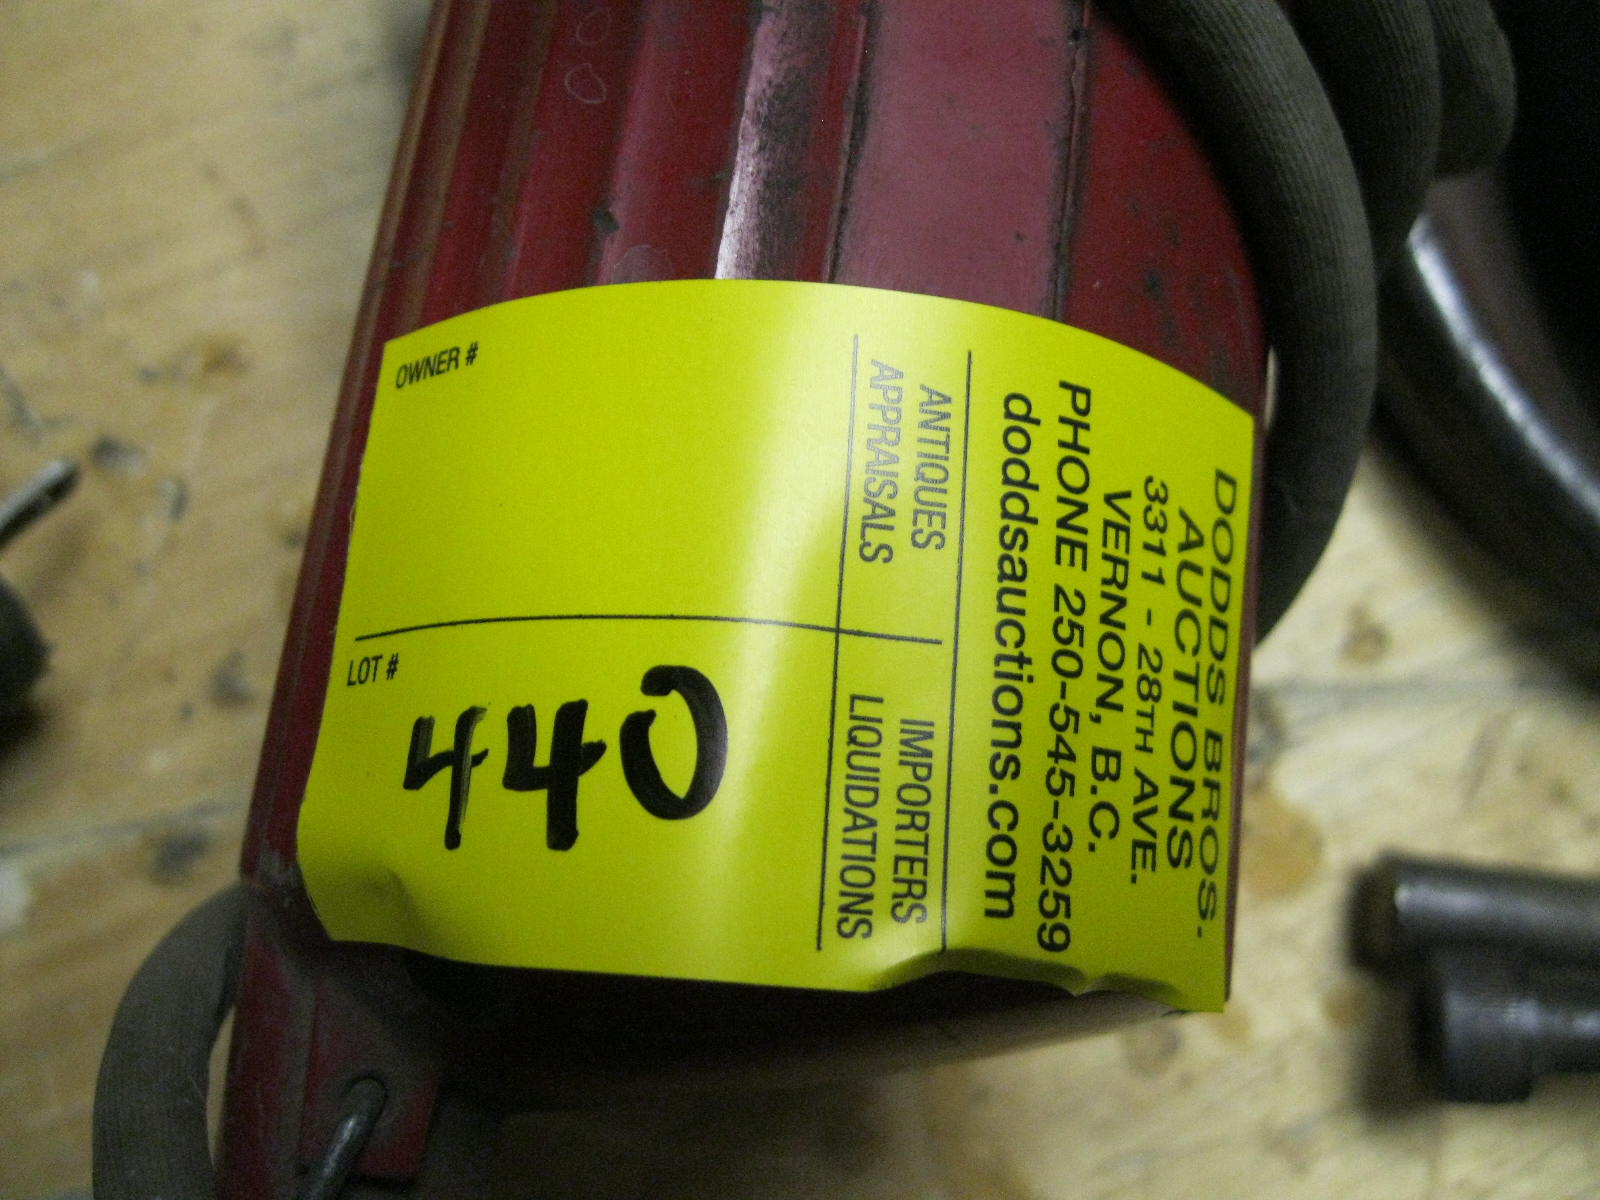 DODDS BROS.
AUCTIONS
3311 - 28TH AVE.
VERNON, B.C.
PHONE 250-545-3259
doddsauctions.com
ANTIQUES
APPRAISALS
IMPORTERS
LIQUIDATIONS
OWNER #
LOT #
440